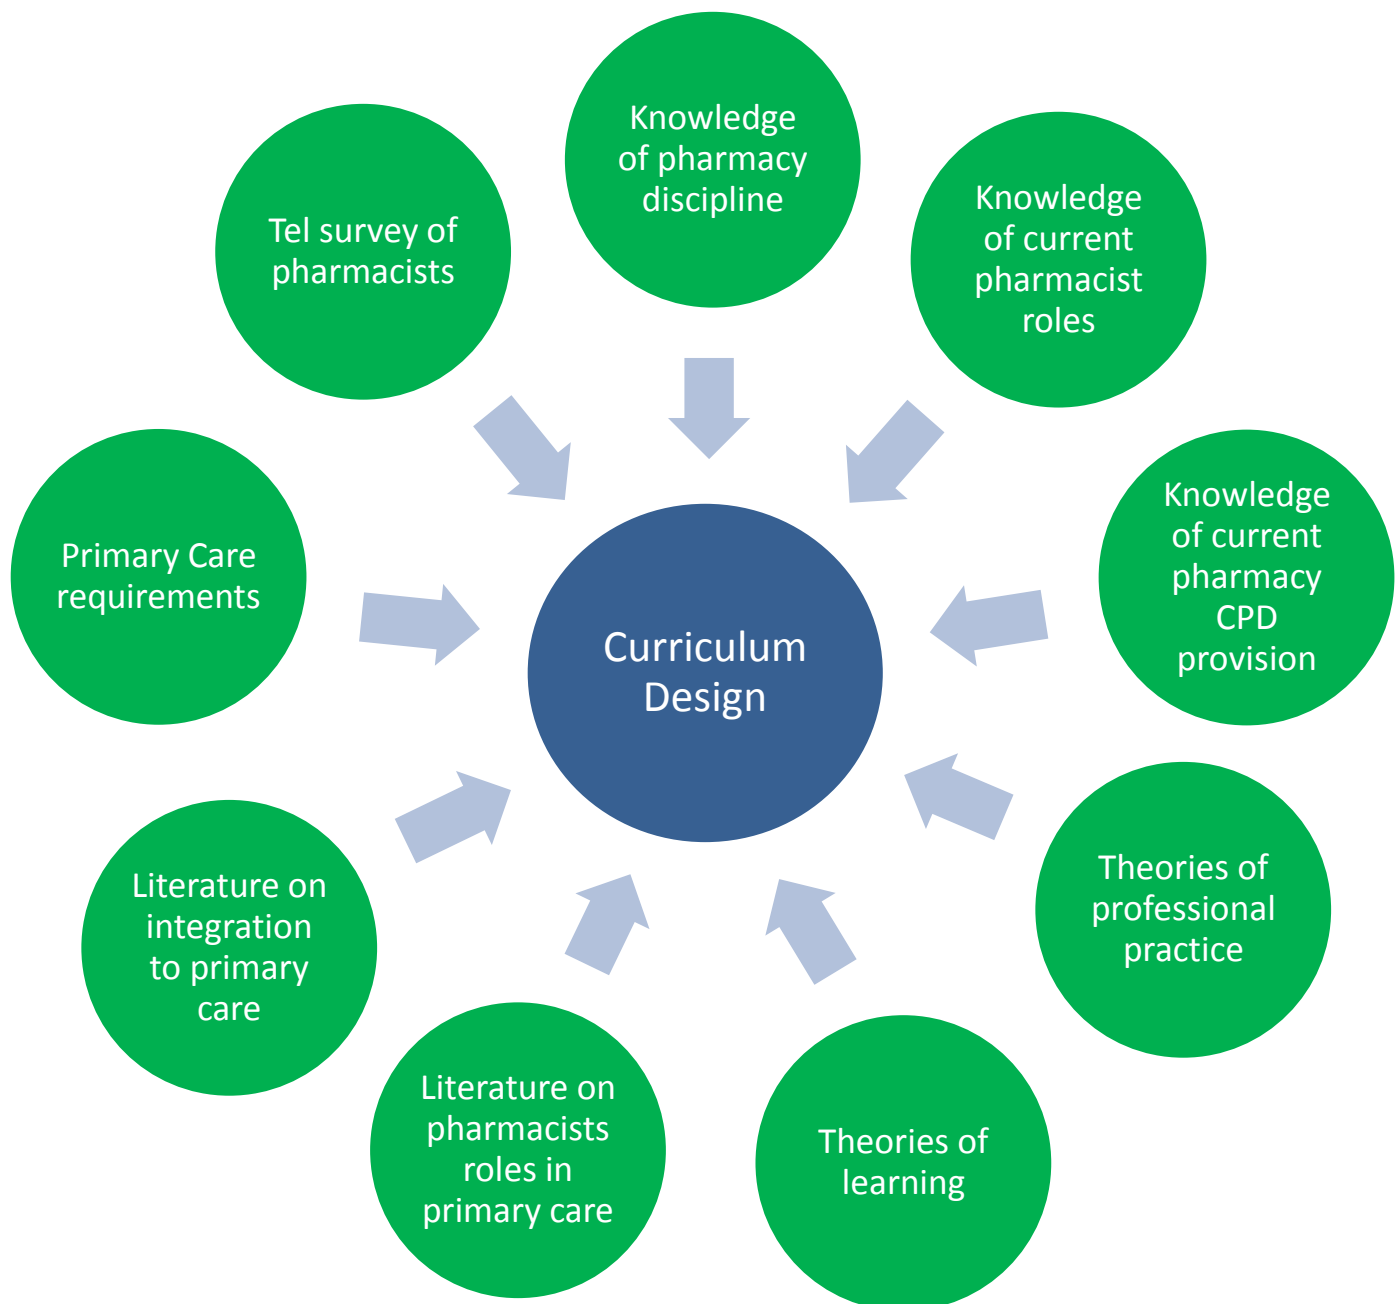 Knowledge
of pharmacy
discipline
Knowledge
of current
pharmacist
roles
Knowledge
of current
pharmacy
CPD
provision
Theories of
professional
practice
Theories of
learning
Literature on
pharmacists
roles in
primary care
Literature on
integration
to primary
care
Primary Care
requirements
Tel survey of
pharmacists
Curriculum
Design